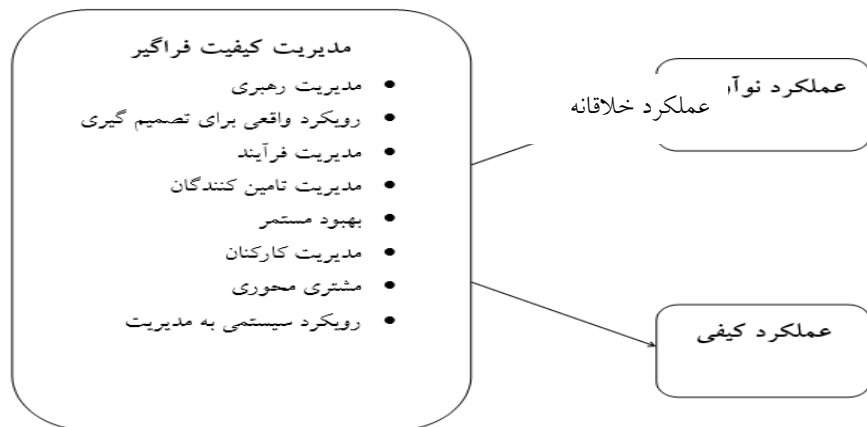 مدیریت کیفیت فراگیر
• مدیریت رهبری
• رویکرد واقعی برای تصمیم گیری
• مدیریت فرآیند
• مدیریت تامین کنندگان
• بهبود مستمر
• مدیریت کارکنان
• مشتری محوری
• رویکرد سیستمی به مدیریت
عملکرد
عملکرد خلاقانه
عملکرد کیفی